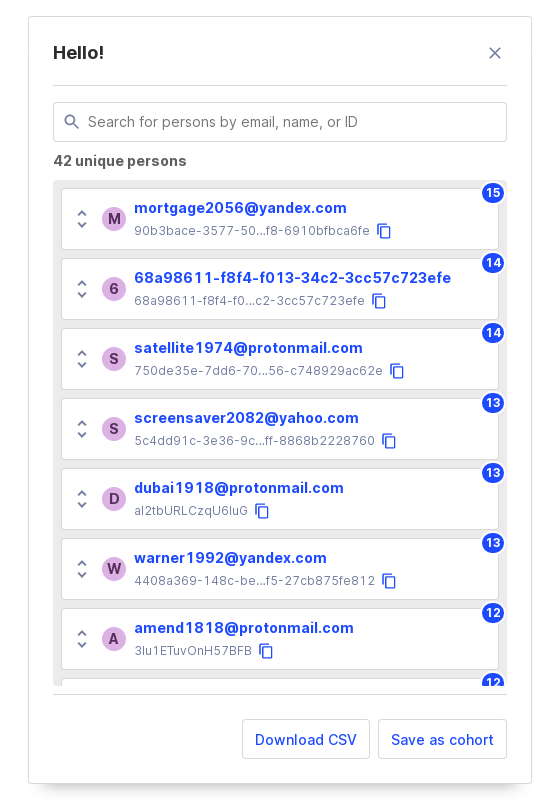 Hello!
Search for persons by email, name, or ID
42 unique persons
15
M
mortgage2056@yandex.com
90b3bace-3577-50...f8-6910bfbca6fe
14
6
68a98611-f8f4-f013-34c2-3cc57c723efe
68a98611-f8f4-f0...c2-3cc57c723efe
14
S
satellite1974@protonmail.com
750de35e-7dd6-70...56-c748929ac62e
13
S
screensaver2082@yahoo.com
5c4dd91c-3e36-9c...ff-8868b2228760
13
D
dubai1918@protonmail.com
al2tbURLCzqU6luG
13
W
warner1992@yandex.com
4408a369-148c-be...f5-27cb875fe812
12
A
amend1818@protonmail.com
3lu1ETuvOnH57BFB
12
Download CSV
Save as cohort